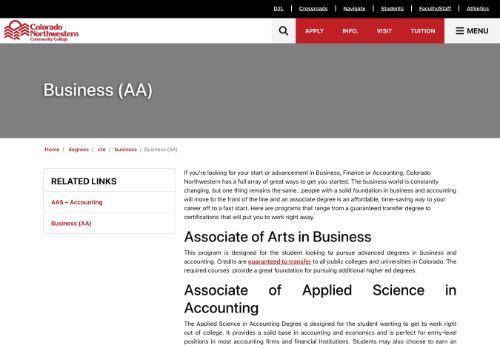 D2L | Crossroads | Navigate | Students | Faculty/Staff | Athletics
Colorado
Northwestern
Community College
APPLY INFO. VISIT TUITION MENU
Business (AA)
Home / degrees / cte / business / Business (AA)
RELATED LINKS
AAS – Accounting
Business (AA)
If you're looking for your start or advancement in Business, Finance or Accounting, Colorado
Northwestern has a full array of great ways to get you started. The business world is constantly
changing, but one thing remains the same...people with a solid foundation in business and accounting
will move to the front of the line and an associate degree is an affordable, time-saving way to your
career off to a fast start. Here are programs that range from a guaranteed transfer degree to
certifications that will put you to work right away.
Associate of Arts in Business
This program is designed for the student looking to pursue advanced degrees in business and
accounting. Credits are guaranteed to transfer to all public colleges and universities in Colorado. The
required courses provide a great foundation for pursuing additional higher ed degrees.
Associate of Applied Science in
Accounting
The Applied Science in Accounting Degree is designed for the student wanting to get to work right
out of college. It provides a solid base in accounting and economics and is perfect for entry-level
positions in most accounting firms and financial institutions. Students may also choose to earn an